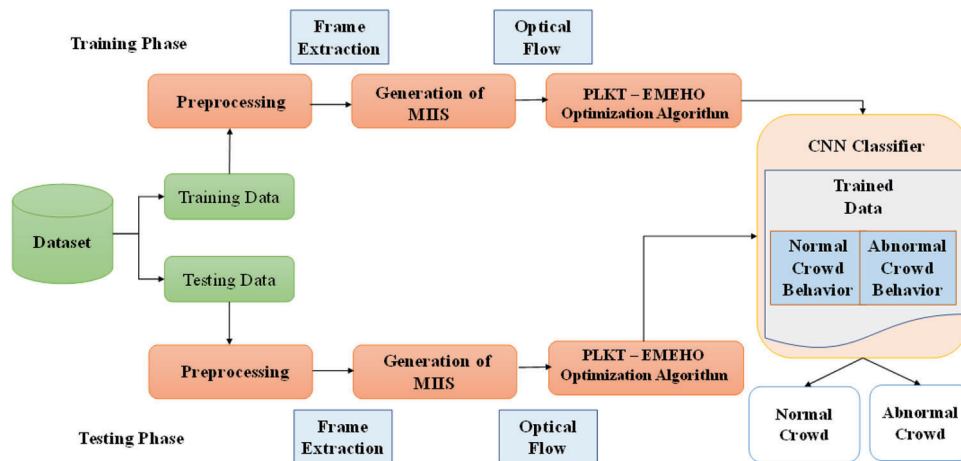 Training Phase
Frame
Extraction
Optical
Flow
Preprocessing
Generation of
MIIS
PLKT – EMEHO
Optimization Algorithm
CNN Classifier
Trained
Data
Normal
Crowd
Behavior
Abnormal
Crowd
Behavior
Dataset
Training Data
Testing Data
Preprocessing
Generation of
MIIS
PLKT – EMEHO
Optimization Algorithm
Normal
Crowd
Abnormal
Crowd
Testing Phase
Frame
Extraction
Optical
Flow